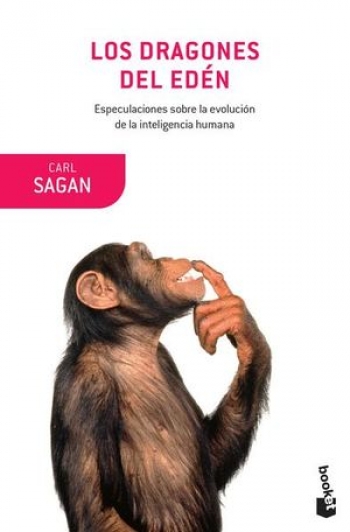 LOS DRAGONES
DEL EDÉN
Especulaciones sobre la evolución
de la inteligencia humana
CARL
SAGAN
booket